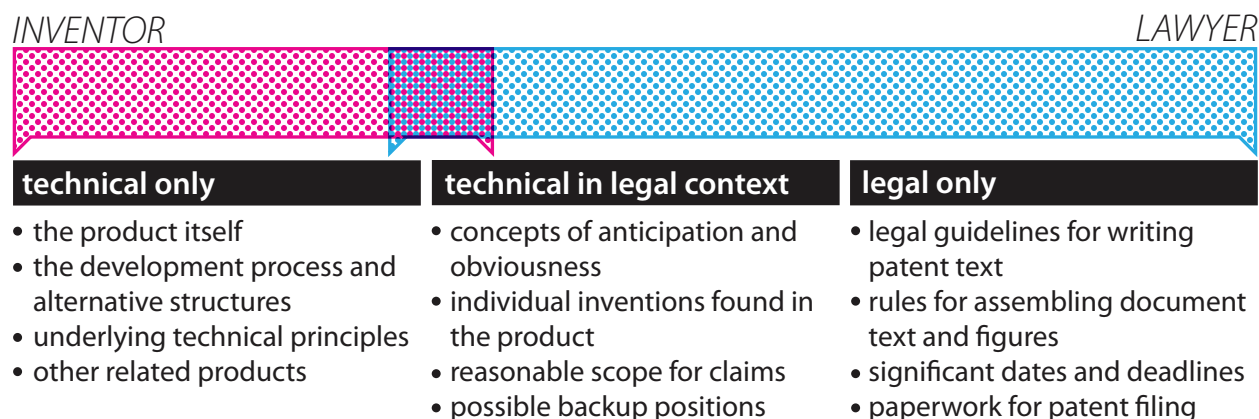 INVENTOR
LAWYER
technical only
• the product itself
• the development process and
alternative structures
• underlying technical principles
• other related products
technical in legal context
• concepts of anticipation and
obviousness
• individual inventions found in
the product
• reasonable scope for claims
• possible backup positions
legal only
• legal guidelines for writing
patent text
• rules for assembling document
text and figures
• significant dates and deadlines
• paperwork for patent filing